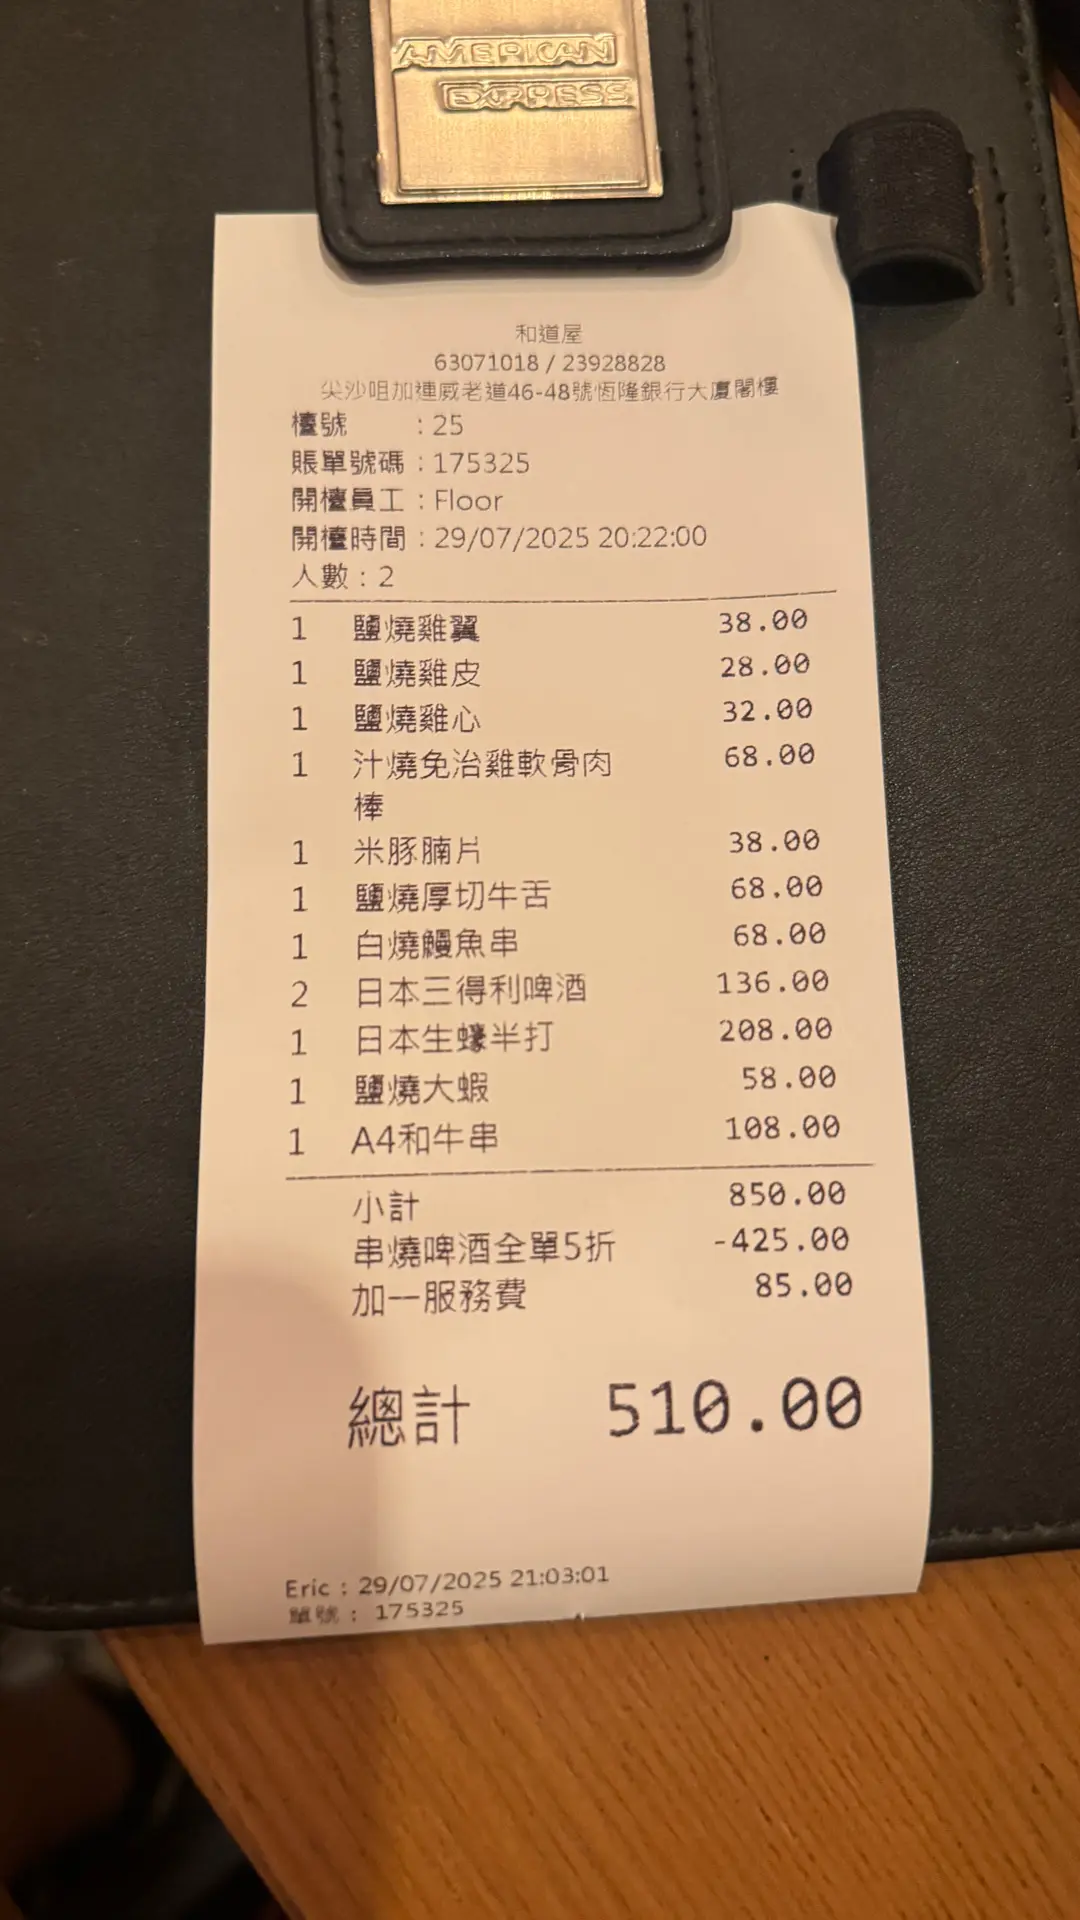 AMERICAN
EXPRESS
和道屋
63071018 / 23928828
尖沙咀加連威老道46-48號恆隆銀行大廈閣樓
檯號 : 25
賬單號碼 : 175325
開檯員工 : Floor
開檯時間 : 29/07/2025 20:22:00
人數 : 2
1 鹽燒雞翼 38.00
1 鹽燒雞皮 28.00
1 鹽燒雞心 32.00
1 汁燒免治雞軟骨肉 68.00
棒
1 米豚腩片 38.00
1 鹽燒厚切牛舌 68.00
1 白燒鰻魚串 68.00
2 日本三得利啤酒 136.00
1 日本生蠔半打 208.00
1 鹽燒大蝦 58.00
1 A4和牛串 108.00
小計 850.00
串燒啤酒全單5折 -425.00
加一服務費 85.00
總計 510.00
Eric : 29/07/2025 21:03:01
單號 : 175325